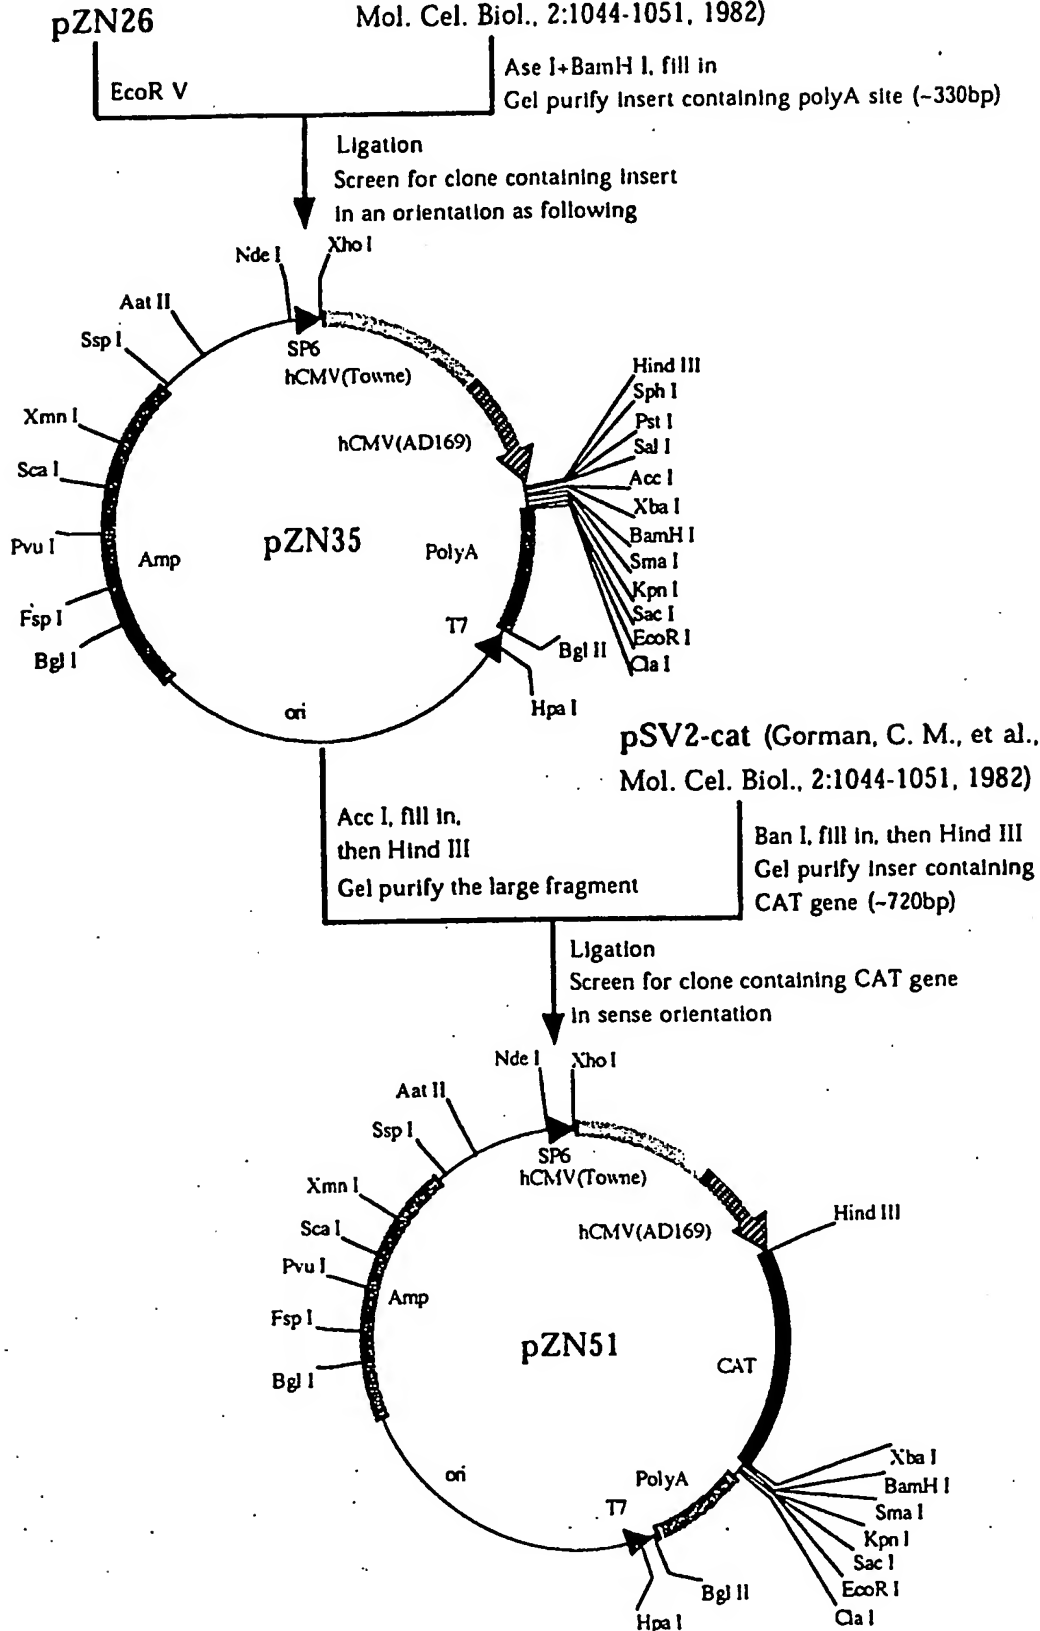 pZN26
Mol. Cel. Biol., 2:1044-1051, 1982)
EcoR V
Ase I+BamH I, fill in
Gel purify insert containing polyA site (~330bp)
Ligation
Screen for clone containing insert
in an orientation as following
Nde I
Xho I
Aat II
Ssp I
SP6
hCMV(Towne)
Xmn I
hCMV(AD169)
Sca I
Pvu I
pZN35
PolyA
Amp
Fsp I
Bgl I
T7
ori
Hind III
Sph I
Pst I
Sal I
Acc I
Xba I
BamH I
Sma I
Kpn I
Sac I
EcoR I
Cla I
Bgl II
Hpa I
pSV2-cat (Gorman, C. M., et al.,
Mol. Cel. Biol., 2:1044-1051, 1982)
Acc I, fill in,
then Hind III
Gel purify the large fragment
Ban I, fill in, then Hind III
Gel purify Inser containing
CAT gene (~720bp)
Ligation
Screen for clone containing CAT gene
in sense orientation
Nde I
Xho I
Aat II
Ssp I
SP6
hCMV(Towne)
Xmn I
Sca I
hCMV(AD169)
Hind III
Pvu I
Amp
Fsp I
pZN51
CAT
Bgl I
ori
PolyA
T7
Xba I
BamH I
Sma I
Kpn I
Sac I
EcoR I
Cla I
Bgl II
Hpa I